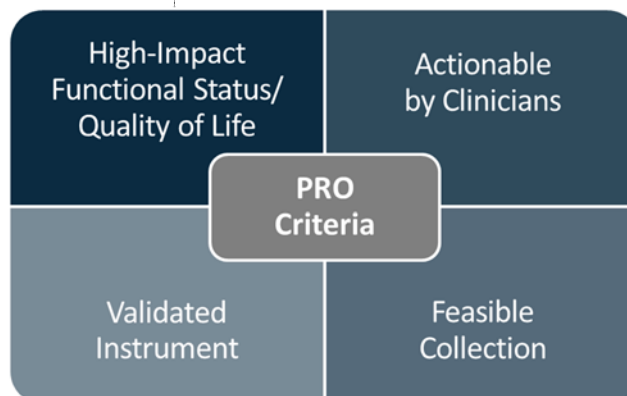 High-Impact
Functional Status/
Quality of Life
Actionable
by Clinicians
PRO
Criteria
Validated
Instrument
Feasible
Collection